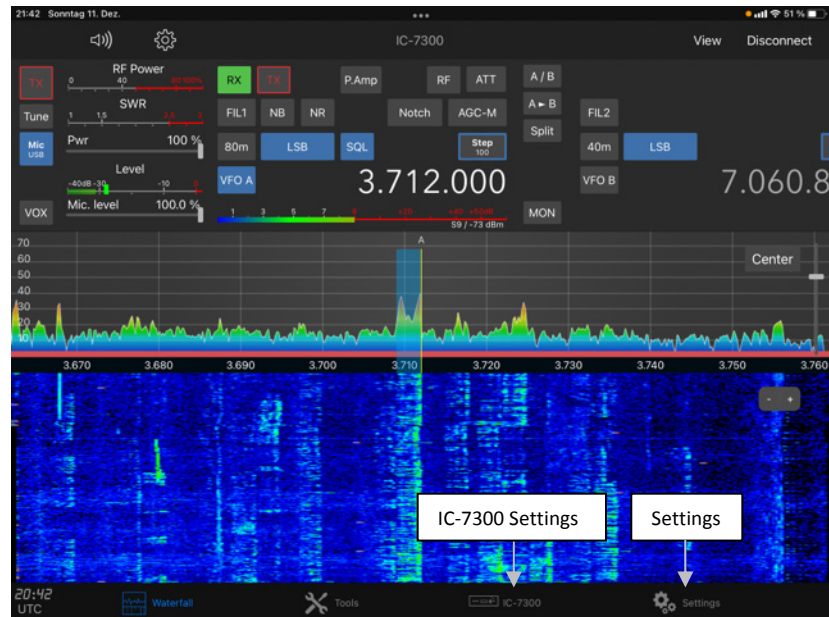 21:42 Sonntag 11. Dez.
51 %
IC-7300
View Disconnect
TX
RF Power
0 40 80 100%
SWR
1 1,5 2,5 3
Tune
Mic
USB
Pwr 100 %
Level
-40dB -30 -10 0
VOX
Mic. level 100.0 %
RX TX P.Amp RF ATT
FIL1 NB NR Notch AGC-M
80m LSB SQL Step
100
VFO A 3.712.000
1 3 5 7 9 +20 +40 +60dB
S9 / -73 dBm
A / B
A ► B
Split
MON
FIL2
40m LSB
VFO B 7.060.8
A
Center
70
60
50
40
30
20
10
3.670 3.680 3.690 3.700 3.710 3.720 3.730 3.740 3.750 3.760
- +
IC-7300 Settings
Settings
20:42
UTC
Waterfall
Tools
IC-7300
Settings